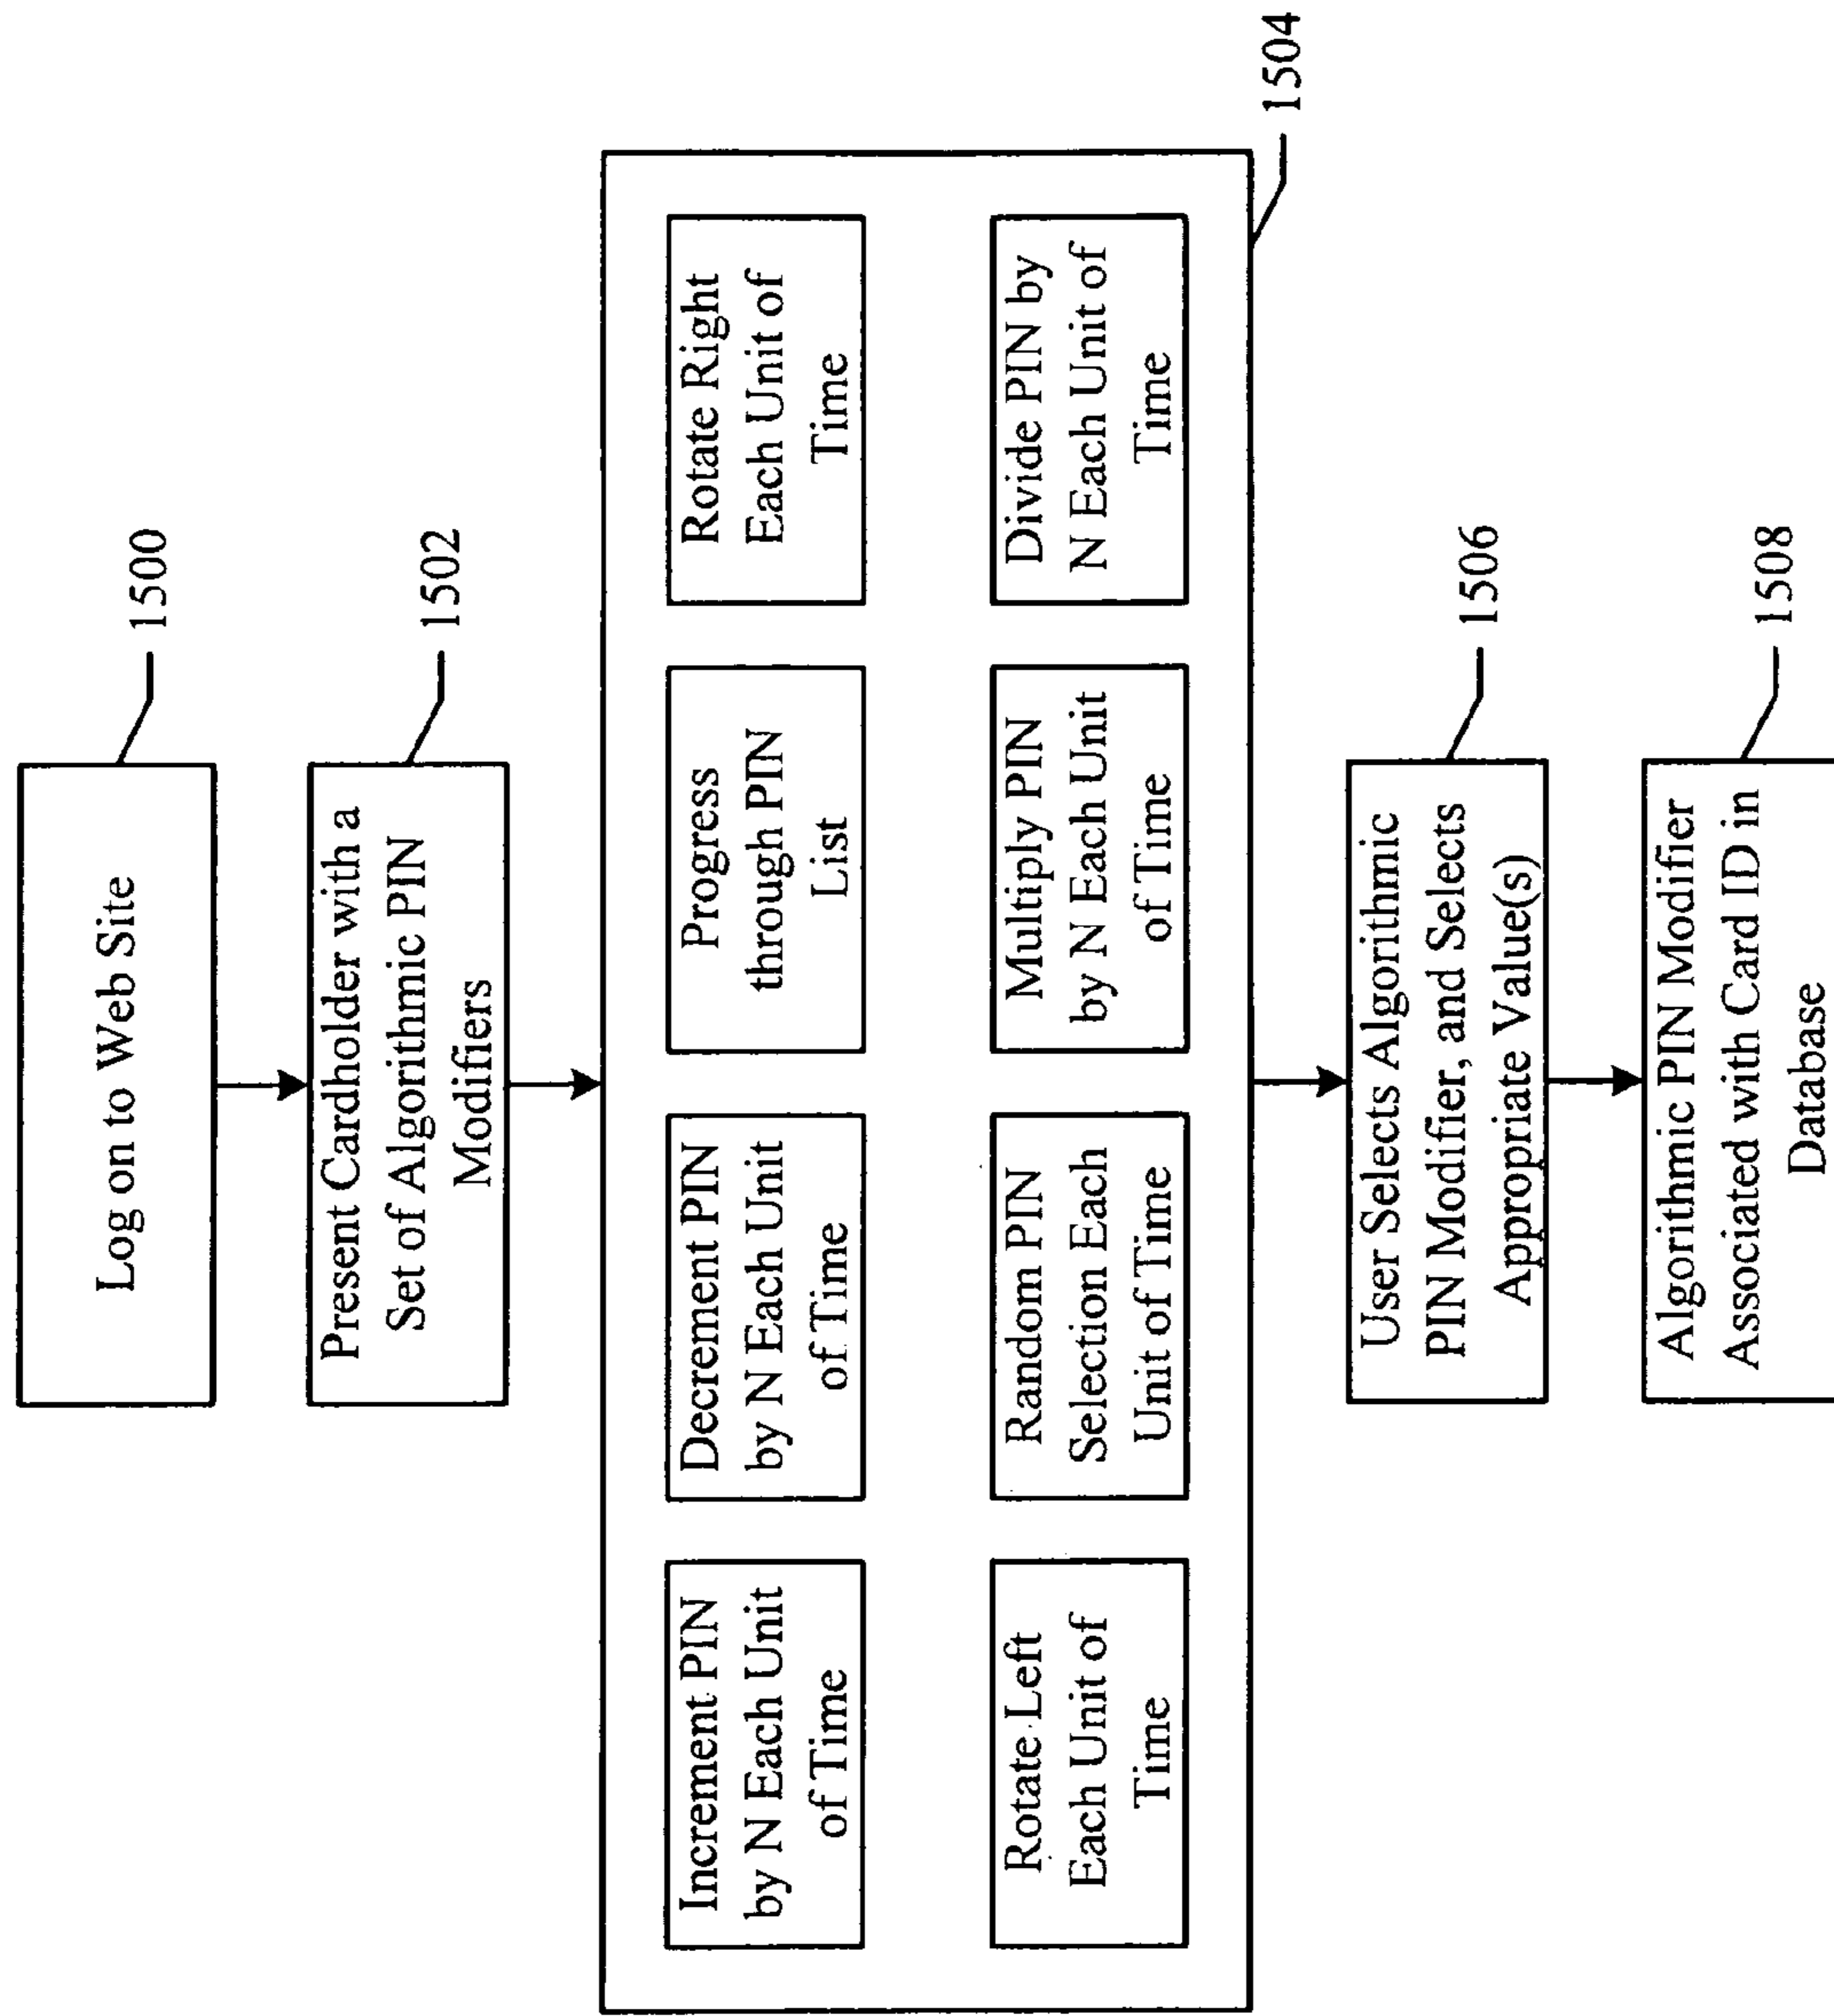 Log on to Web Site
1500
Present Cardholder with a
Set of Algorithmic PIN
Modifiers
1502
Increment PIN
by N Each Unit
of Time
Decrement PIN
by N Each Unit
of Time
Progress
through PIN
List
Rotate Right
Each Unit of
Time
Rotate Left
Each Unit of
Time
Random PIN
Selection Each
Unit of Time
Multiply PIN
by N Each Unit
of Time
Divide PIN by
N Each Unit of
Time
1504
User Selects Algorithmic
PIN Modifier, and Selects
Appropriate Value(s)
1506
Algorithmic PIN Modifier
Associated with Card ID in
Database
1508